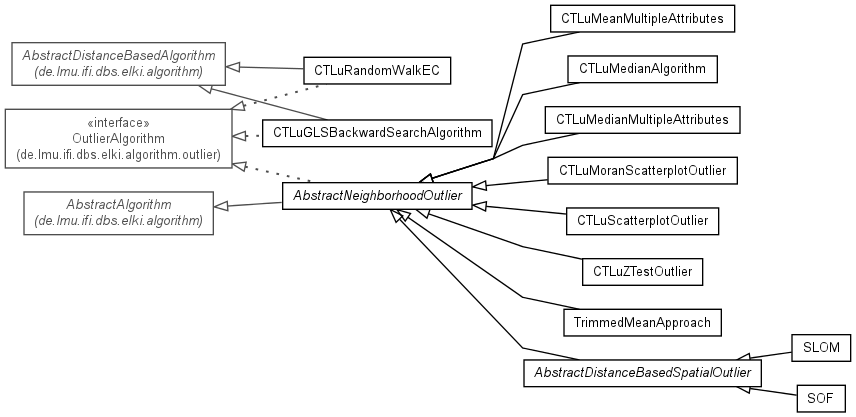 AbstractDistanceBasedAlgorithm
(de.lmu.ifi.dbs.elki.algorithm)
«interface»
OutlierAlgorithm
(de.lmu.ifi.dbs.elki.algorithm.outlier)
AbstractAlgorithm
(de.lmu.ifi.dbs.elki.algorithm)
CTLuRandomWalkEC
CTLuGLSBackwardSearchAlgorithm
AbstractNeighborhoodOutlier
CTLuMeanMultipleAttributes
CTLuMedianAlgorithm
CTLuMedianMultipleAttributes
CTLuMoranScatterplotOutlier
CTLuScatterplotOutlier
CTLuZTestOutlier
TrimmedMeanApproach
AbstractDistanceBasedSpatialOutlier
SLOM
SOF